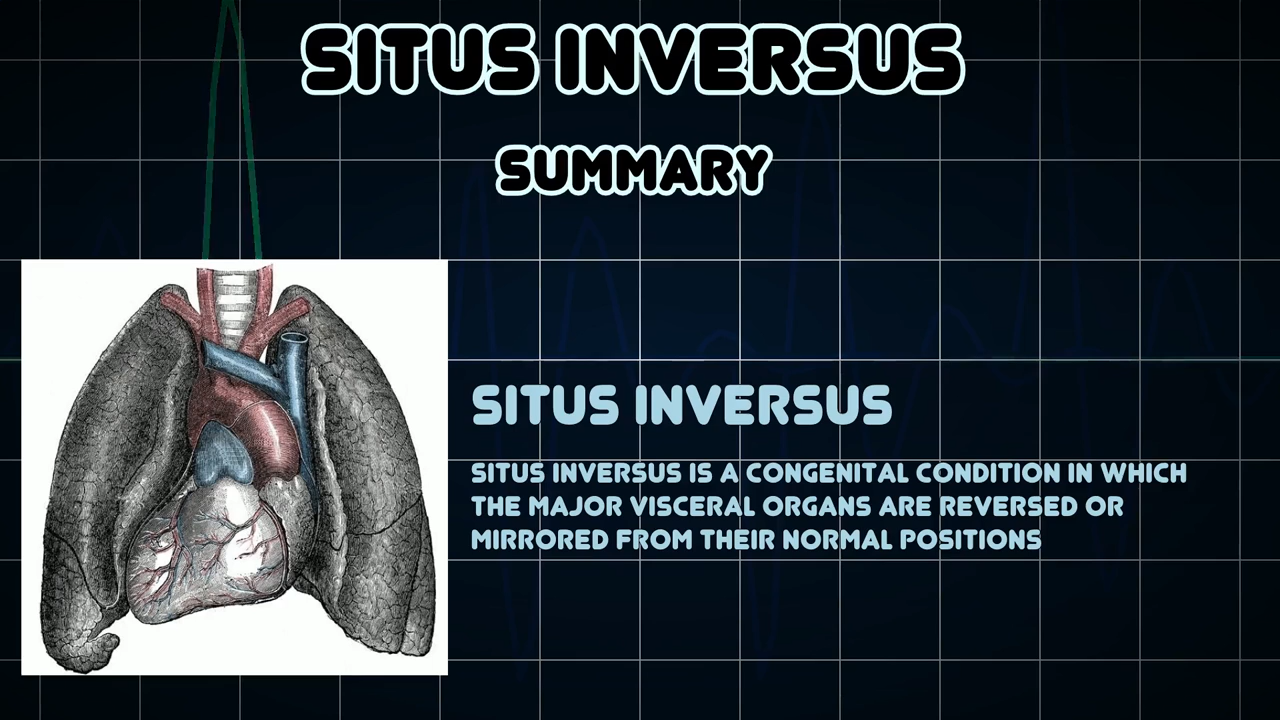 SITUS INVERSUS
SUMMARY
SITUS INVERSUS
SITUS INVERSUS IS A CONGENITAL CONDITION IN WHICH
THE MAJOR VISCERAL ORGANS ARE REVERSED OR
MIRRORED FROM THEIR NORMAL POSITIONS